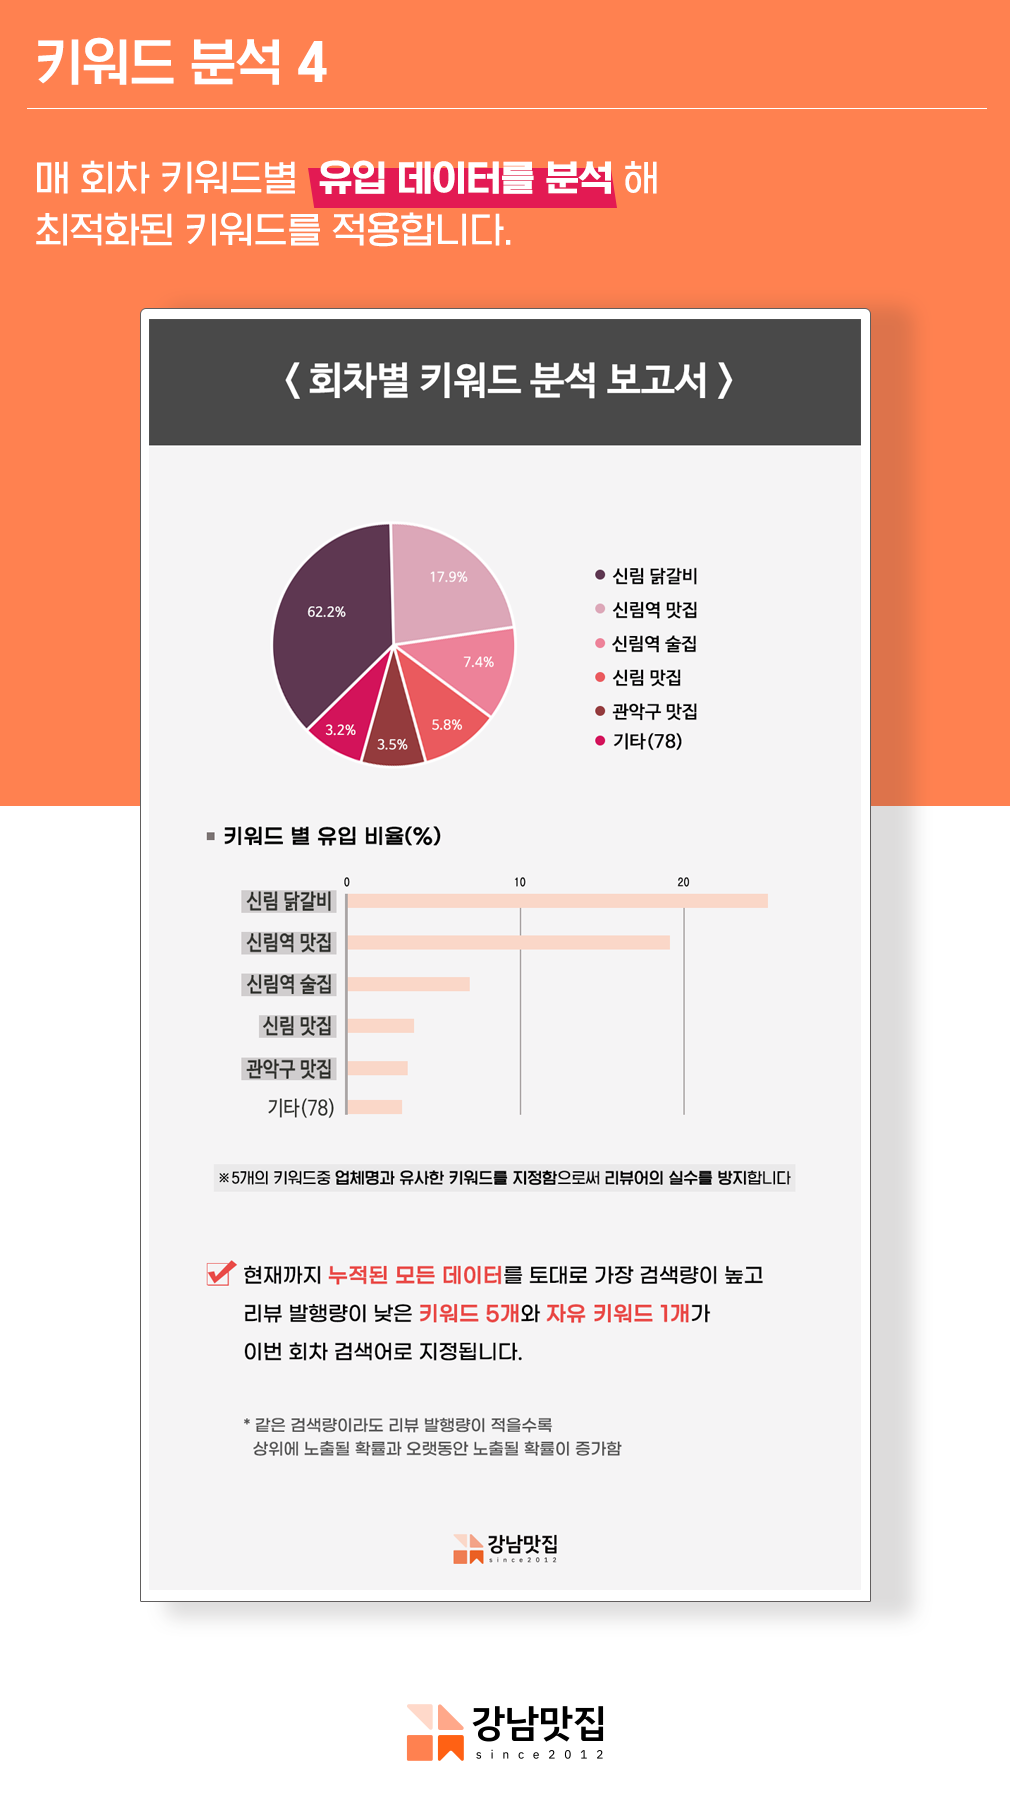 키워드 분석 4
매 회차 키워드별 유입 데이터를 분석 해
최적화된 키워드를 적용합니다.
< 회차별 키워드 분석 보고서 >
17.9%
62.2%
7.4%
5.8%
3.2%
3.5%
신림 닭갈비
신림역 맛집
신림역 술집
신림 맛집
관악구 맛집
기타(78)
키워드 별 유입 비율(%)
0 10 20
신림 닭갈비
신림역 맛집
신림역 술집
신림 맛집
관악구 맛집
기타(78)
※5개의 키워드중 업체명과 유사한 키워드를 지정함으로써 리뷰어의 실수를 방지합니다
현재까지 누적된 모든 데이터를 토대로 가장 검색량이 높고
리뷰 발행량이 낮은 키워드 5개와 자유 키워드 1개가
이번 회차 검색어로 지정됩니다.
* 같은 검색량이라도 리뷰 발행량이 적을수록
상위에 노출될 확률과 오랫동안 노출될 확률이 증가함
강남맛집
since2012
강남맛집
since2012